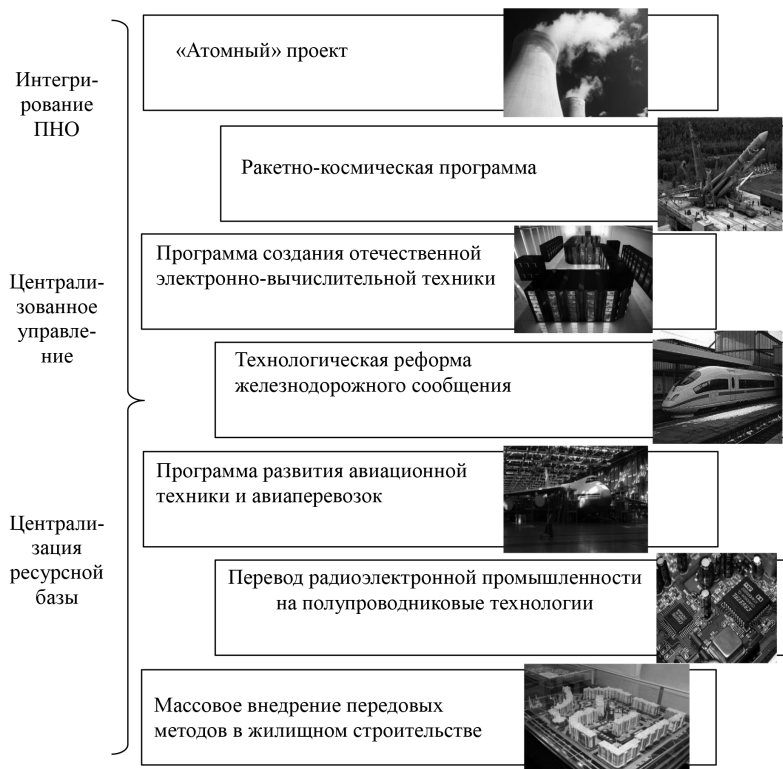 Интегри-
рование
ПНО
Централи-
зованное
управле-
ние
Централи-
зация
ресурсной
базы
«Атомный» проект
Ракетно-космическая программа
Программа создания отечественной
электронно-вычислительной техники
Технологическая реформа
железнодорожного сообщения
Программа развития авиационной
техники и авиаперевозок
Перевод радиоэлектронной промышленности
на полупроводниковые технологии
Массовое внедрение передовых
методов в жилищном строительстве